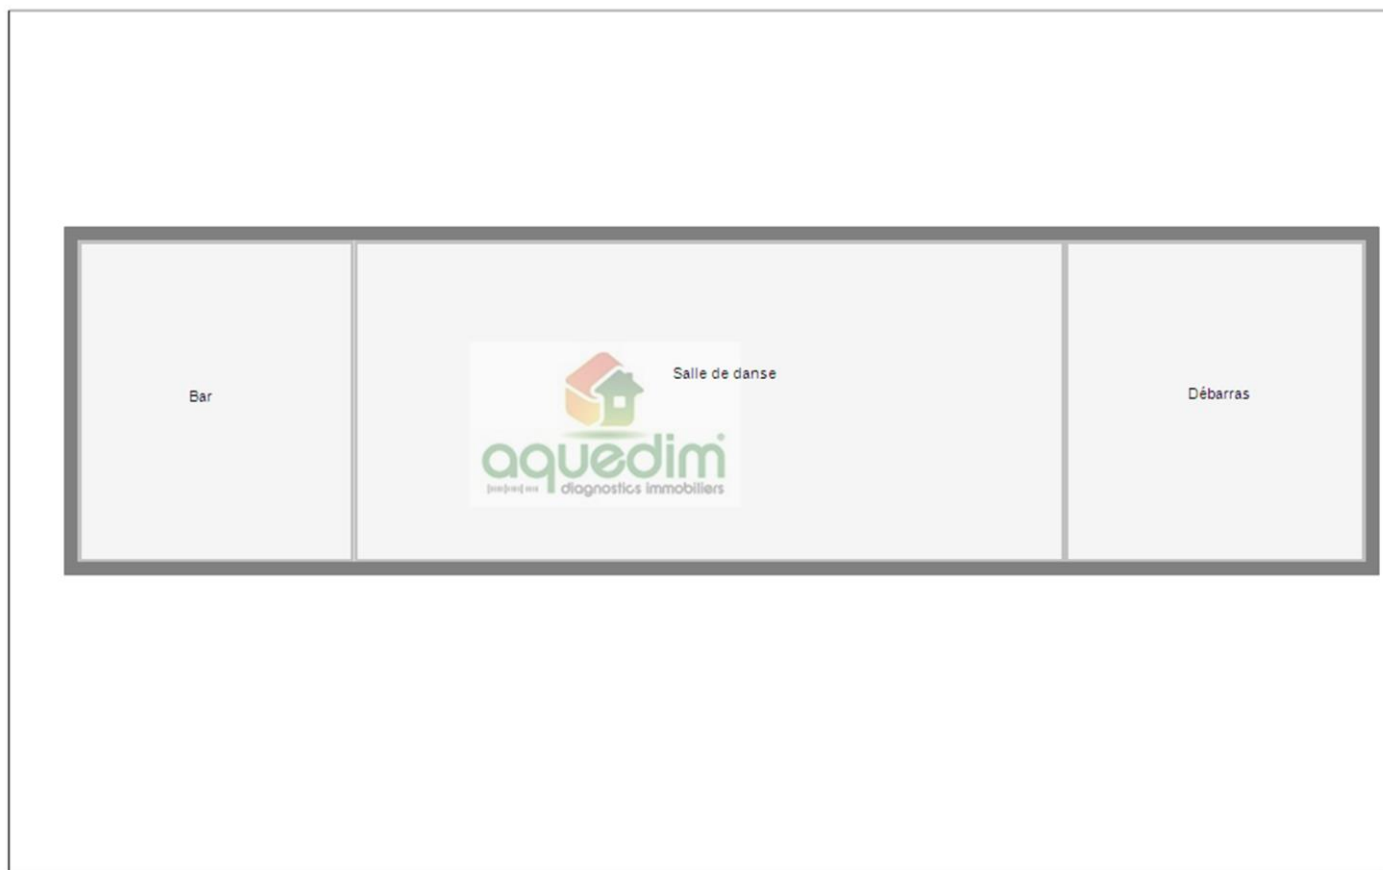 Salle de danse
Bar
Débarras
aquedim
diagnostics immobiliers